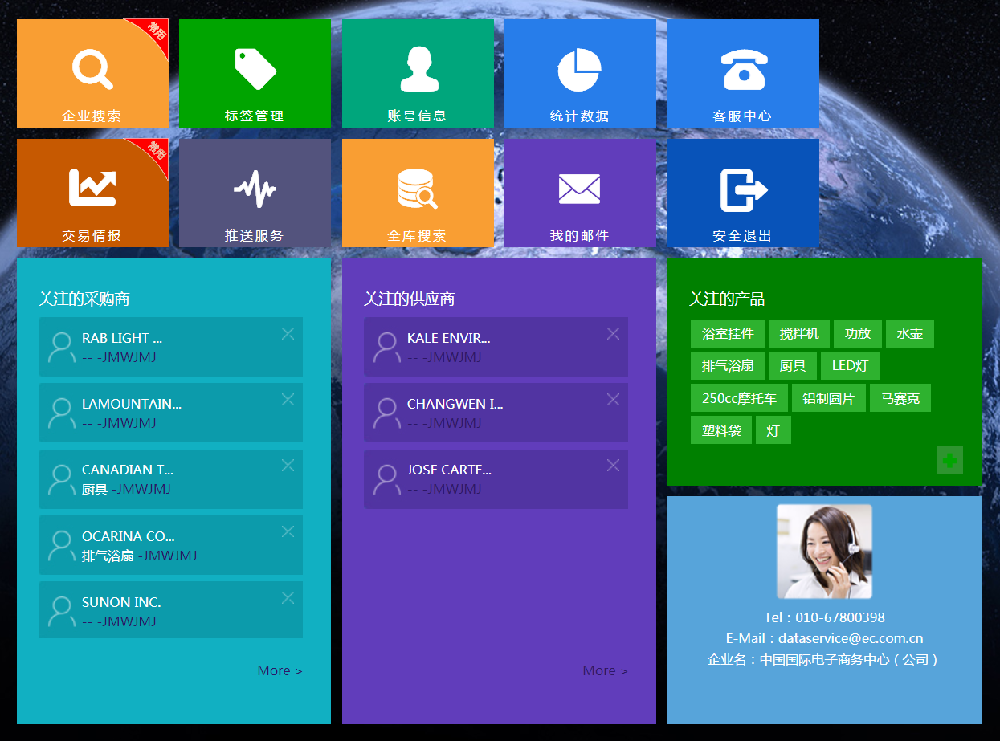 常用
企业搜索
标签管理
账号信息
统计数据
客服中心
常用
交易情报
推送服务
全库搜索
我的邮件
安全退出
关注的采购商
RAB LIGHT ...
-- -JMWJMJ
LAMOUNTAIN...
-- -JMWJMJ
CANADIAN T...
厨具 -JMWJMJ
OCARINA CO...
排气浴扇 -JMWJMJ
SUNON INC.
-- -JMWJMJ
More >
关注的供应商
KALE ENVIR...
-- -JMWJMJ
CHANGWEN I...
-- -JMWJMJ
JOSE CARTE...
-- -JMWJMJ
More >
关注的产品
浴室挂件 搅拌机 功放 水壶
排气浴扇 厨具 LED灯
250cc摩托车 铝制圆片 马赛克
塑料袋 灯
Tel：010-67800398
E-Mail：dataservice@ec.com.cn
企业名：中国国际电子商务中心（公司）